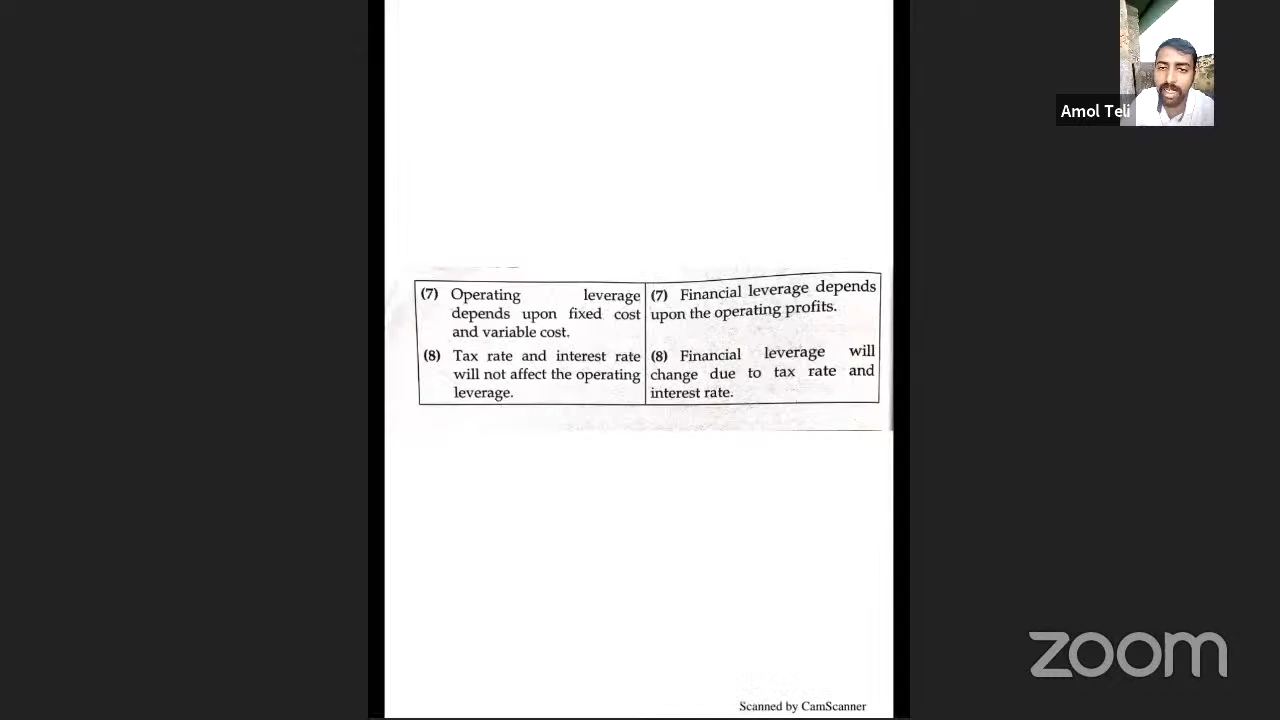 Amol Teli
(7) Operating leverage
depends upon fixed cost
and variable cost.
(8) Tax rate and interest rate
will not affect the operating
leverage.
(7) Financial leverage depends
upon the operating profits.
(8) Financial leverage will
change due to tax rate and
interest rate.
zoom
Scanned by CamScanner